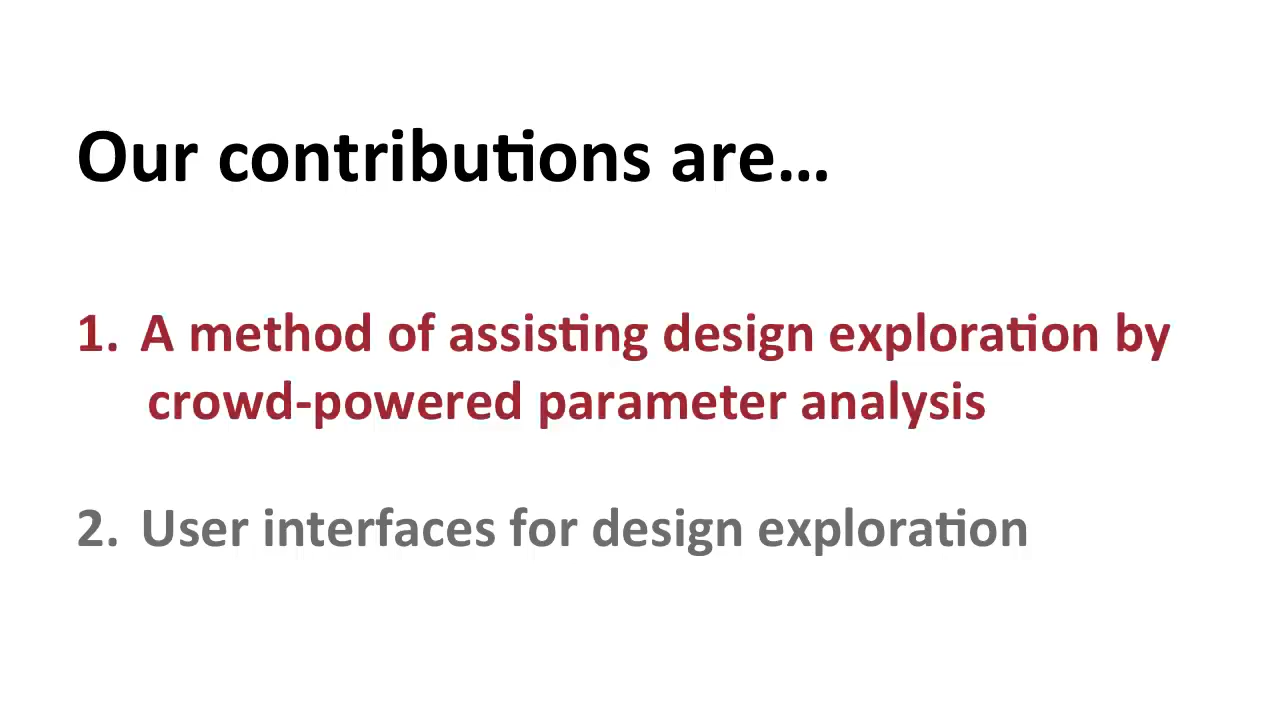 Our contributions are…
1. A method of assisting design exploration by
crowd-powered parameter analysis
2. User interfaces for design exploration